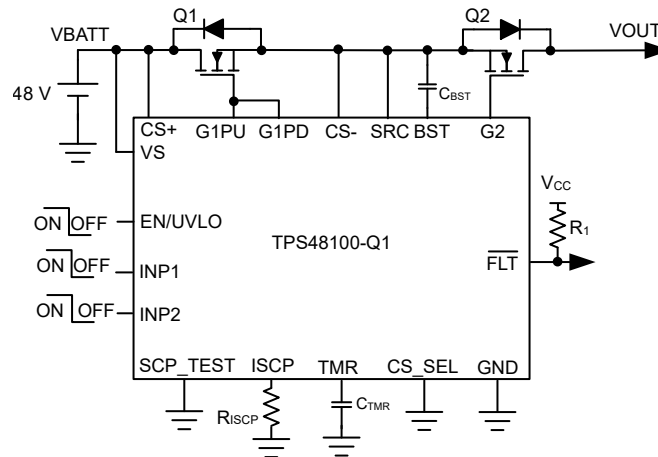 Q1
Q2
VBATT
VOUT
48 V
CBST
CS+
G1PU
G1PD
CS-
SRC
BST
G2
VS
VCC
R1
ON OFF
EN/UVLO
TPS48100-Q1
FLT
ON OFF
INP1
ON OFF
INP2
SCP_TEST
ISCP
TMR
CS_SEL
GND
RISCP
CTMR